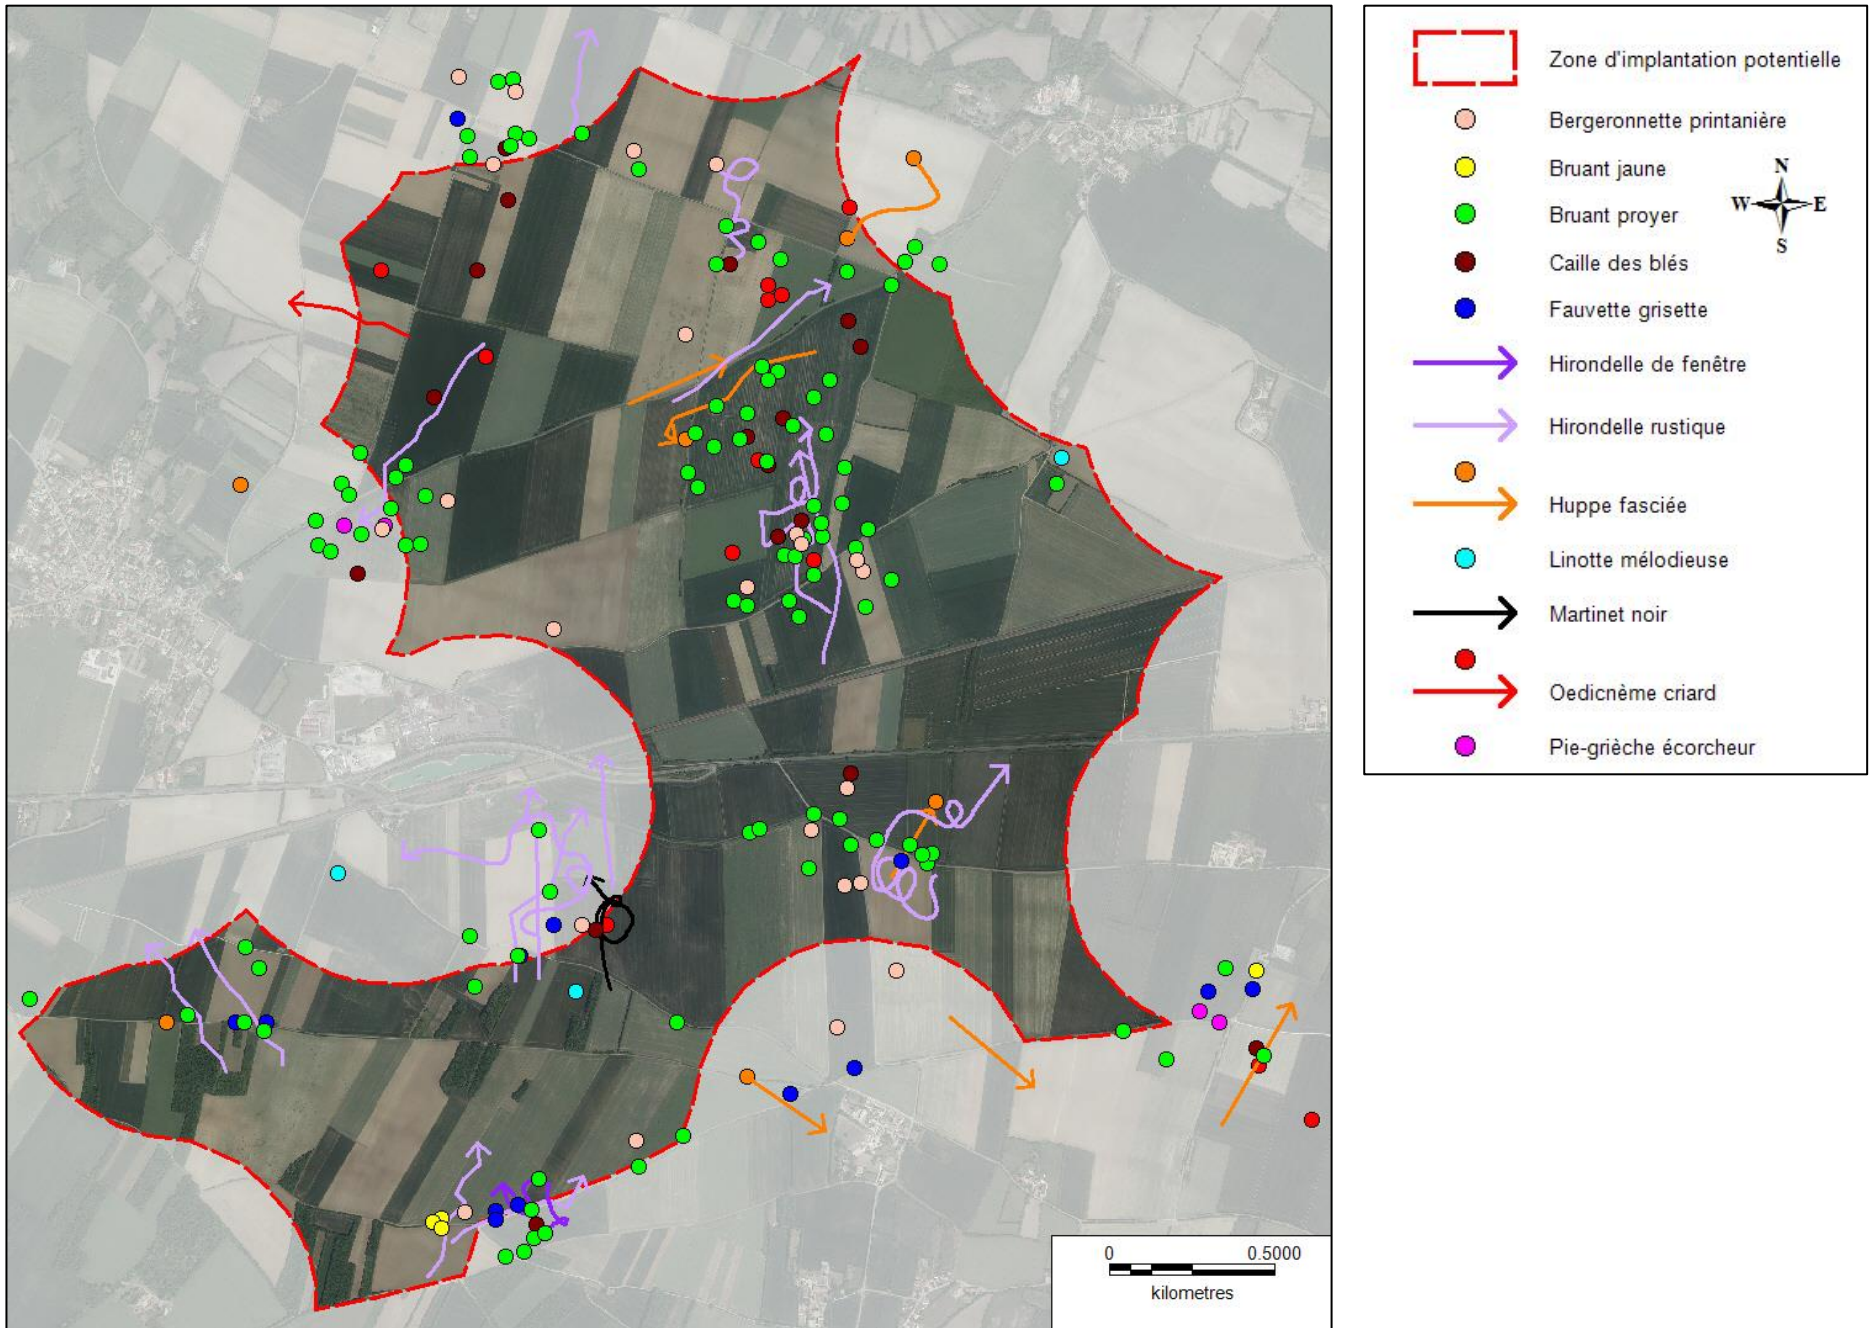 Zone d'implantation potentielle
Bergeronnette printanière
Bruant jaune
Bruant proyer
Caille des blés
Fauvette grisette
Hirondelle de fenêtre
Hirondelle rustique
Huppe fasciée
Linotte mélodieuse
Martinet noir
Oedicnème criard
Pie-grièche écorcheur
N
W E
S
0 0.5000
kilometres